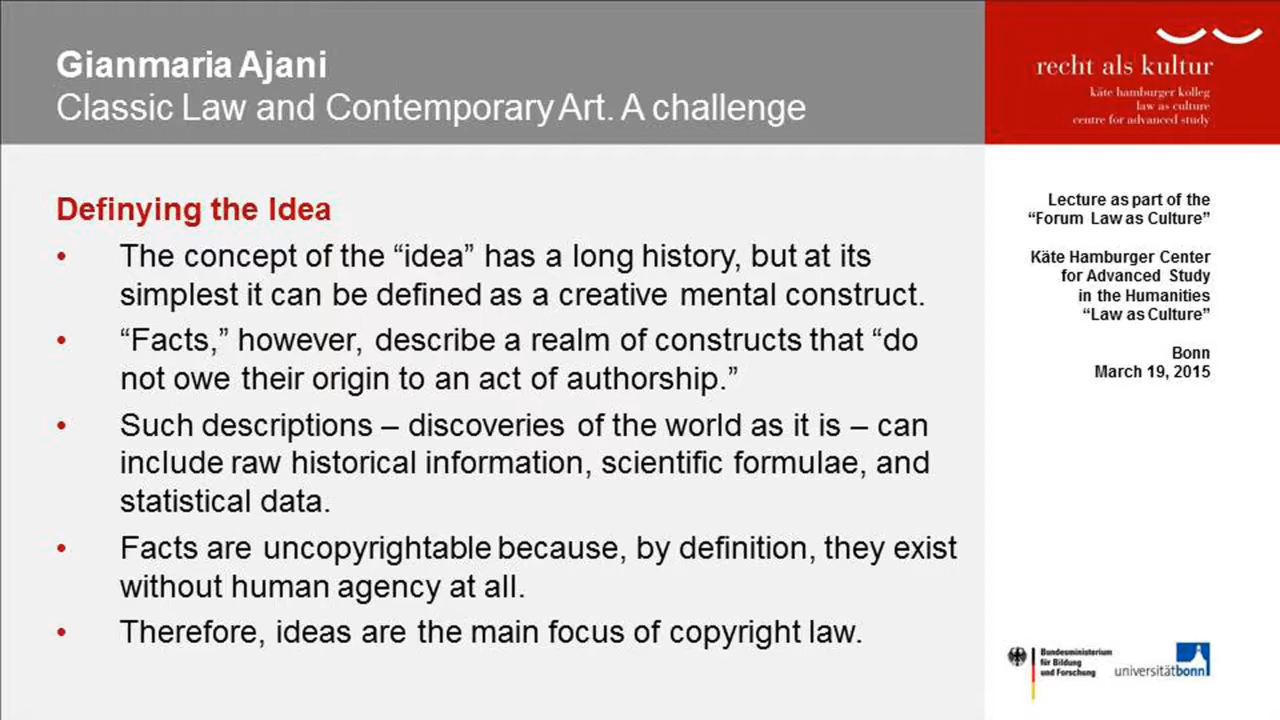 Gianmaria Ajani
Classic Law and Contemporary Art. A challenge
recht als kultur
käte hamburger kolleg
law as culture
centre for advanced study
Definying the Idea
• The concept of the “idea” has a long history, but at its
simplest it can be defined as a creative mental construct.
• “Facts,” however, describe a realm of constructs that “do
not owe their origin to an act of authorship.”
• Such descriptions – discoveries of the world as it is – can
include raw historical information, scientific formulae, and
statistical data.
• Facts are uncopyrightable because, by definition, they exist
without human agency at all.
• Therefore, ideas are the main focus of copyright law.
Lecture as part of the
“Forum Law as Culture”
Käte Hamburger Center
for Advanced Study
in the Humanities
“Law as Culture”
Bonn
March 19, 2015
Bundesministerium
für Bildung
und Forschung
universitätbonn